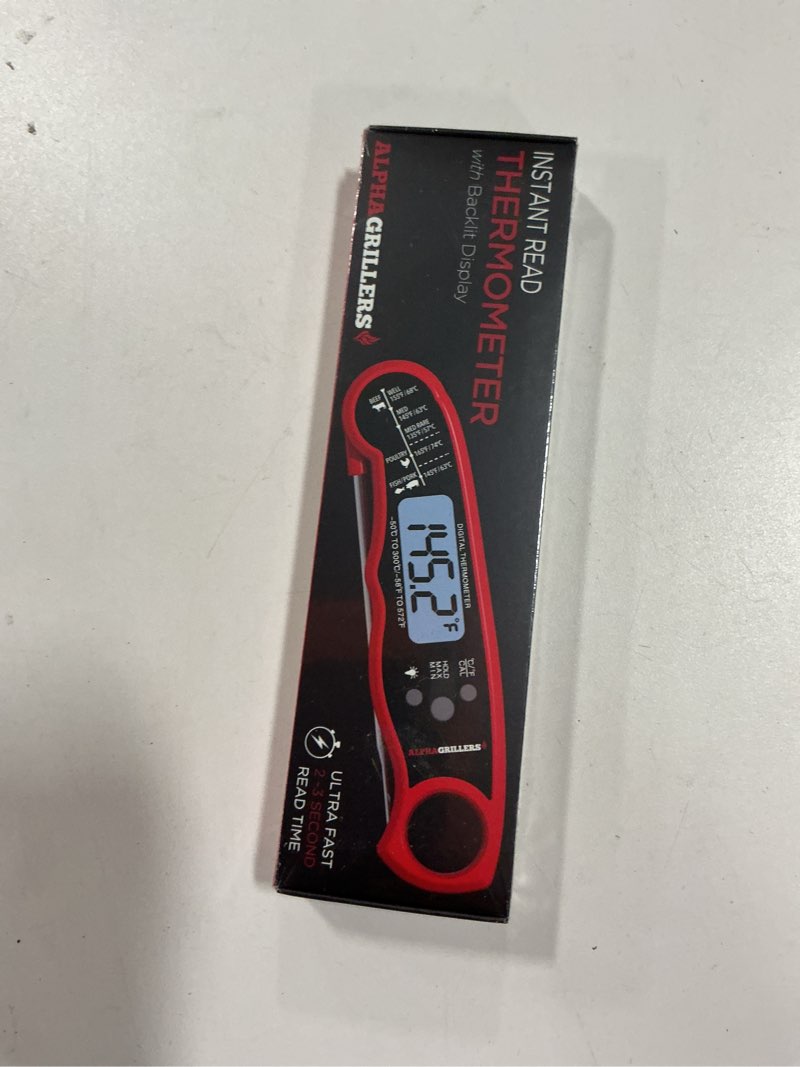 INSTANT READ
THERMOMETER
with Backlit Display
ALPHAGRILLERS
BEEF
WELL
155°F/68°C
MED
145°F/63°C
MED RARE
135°F/57°C
POULTRY
165°F/74°C
FISH/PORK
145°F/63°C
DIGITAL THERMOMETER
145.2°F
-50°C TO 300°C/-58°F TO 572°F
°C/°F
CAL
HOLD
MAX
MIN
ALPHAGRILLERS
ULTRA FAST
2-3 SECOND
READ TIME